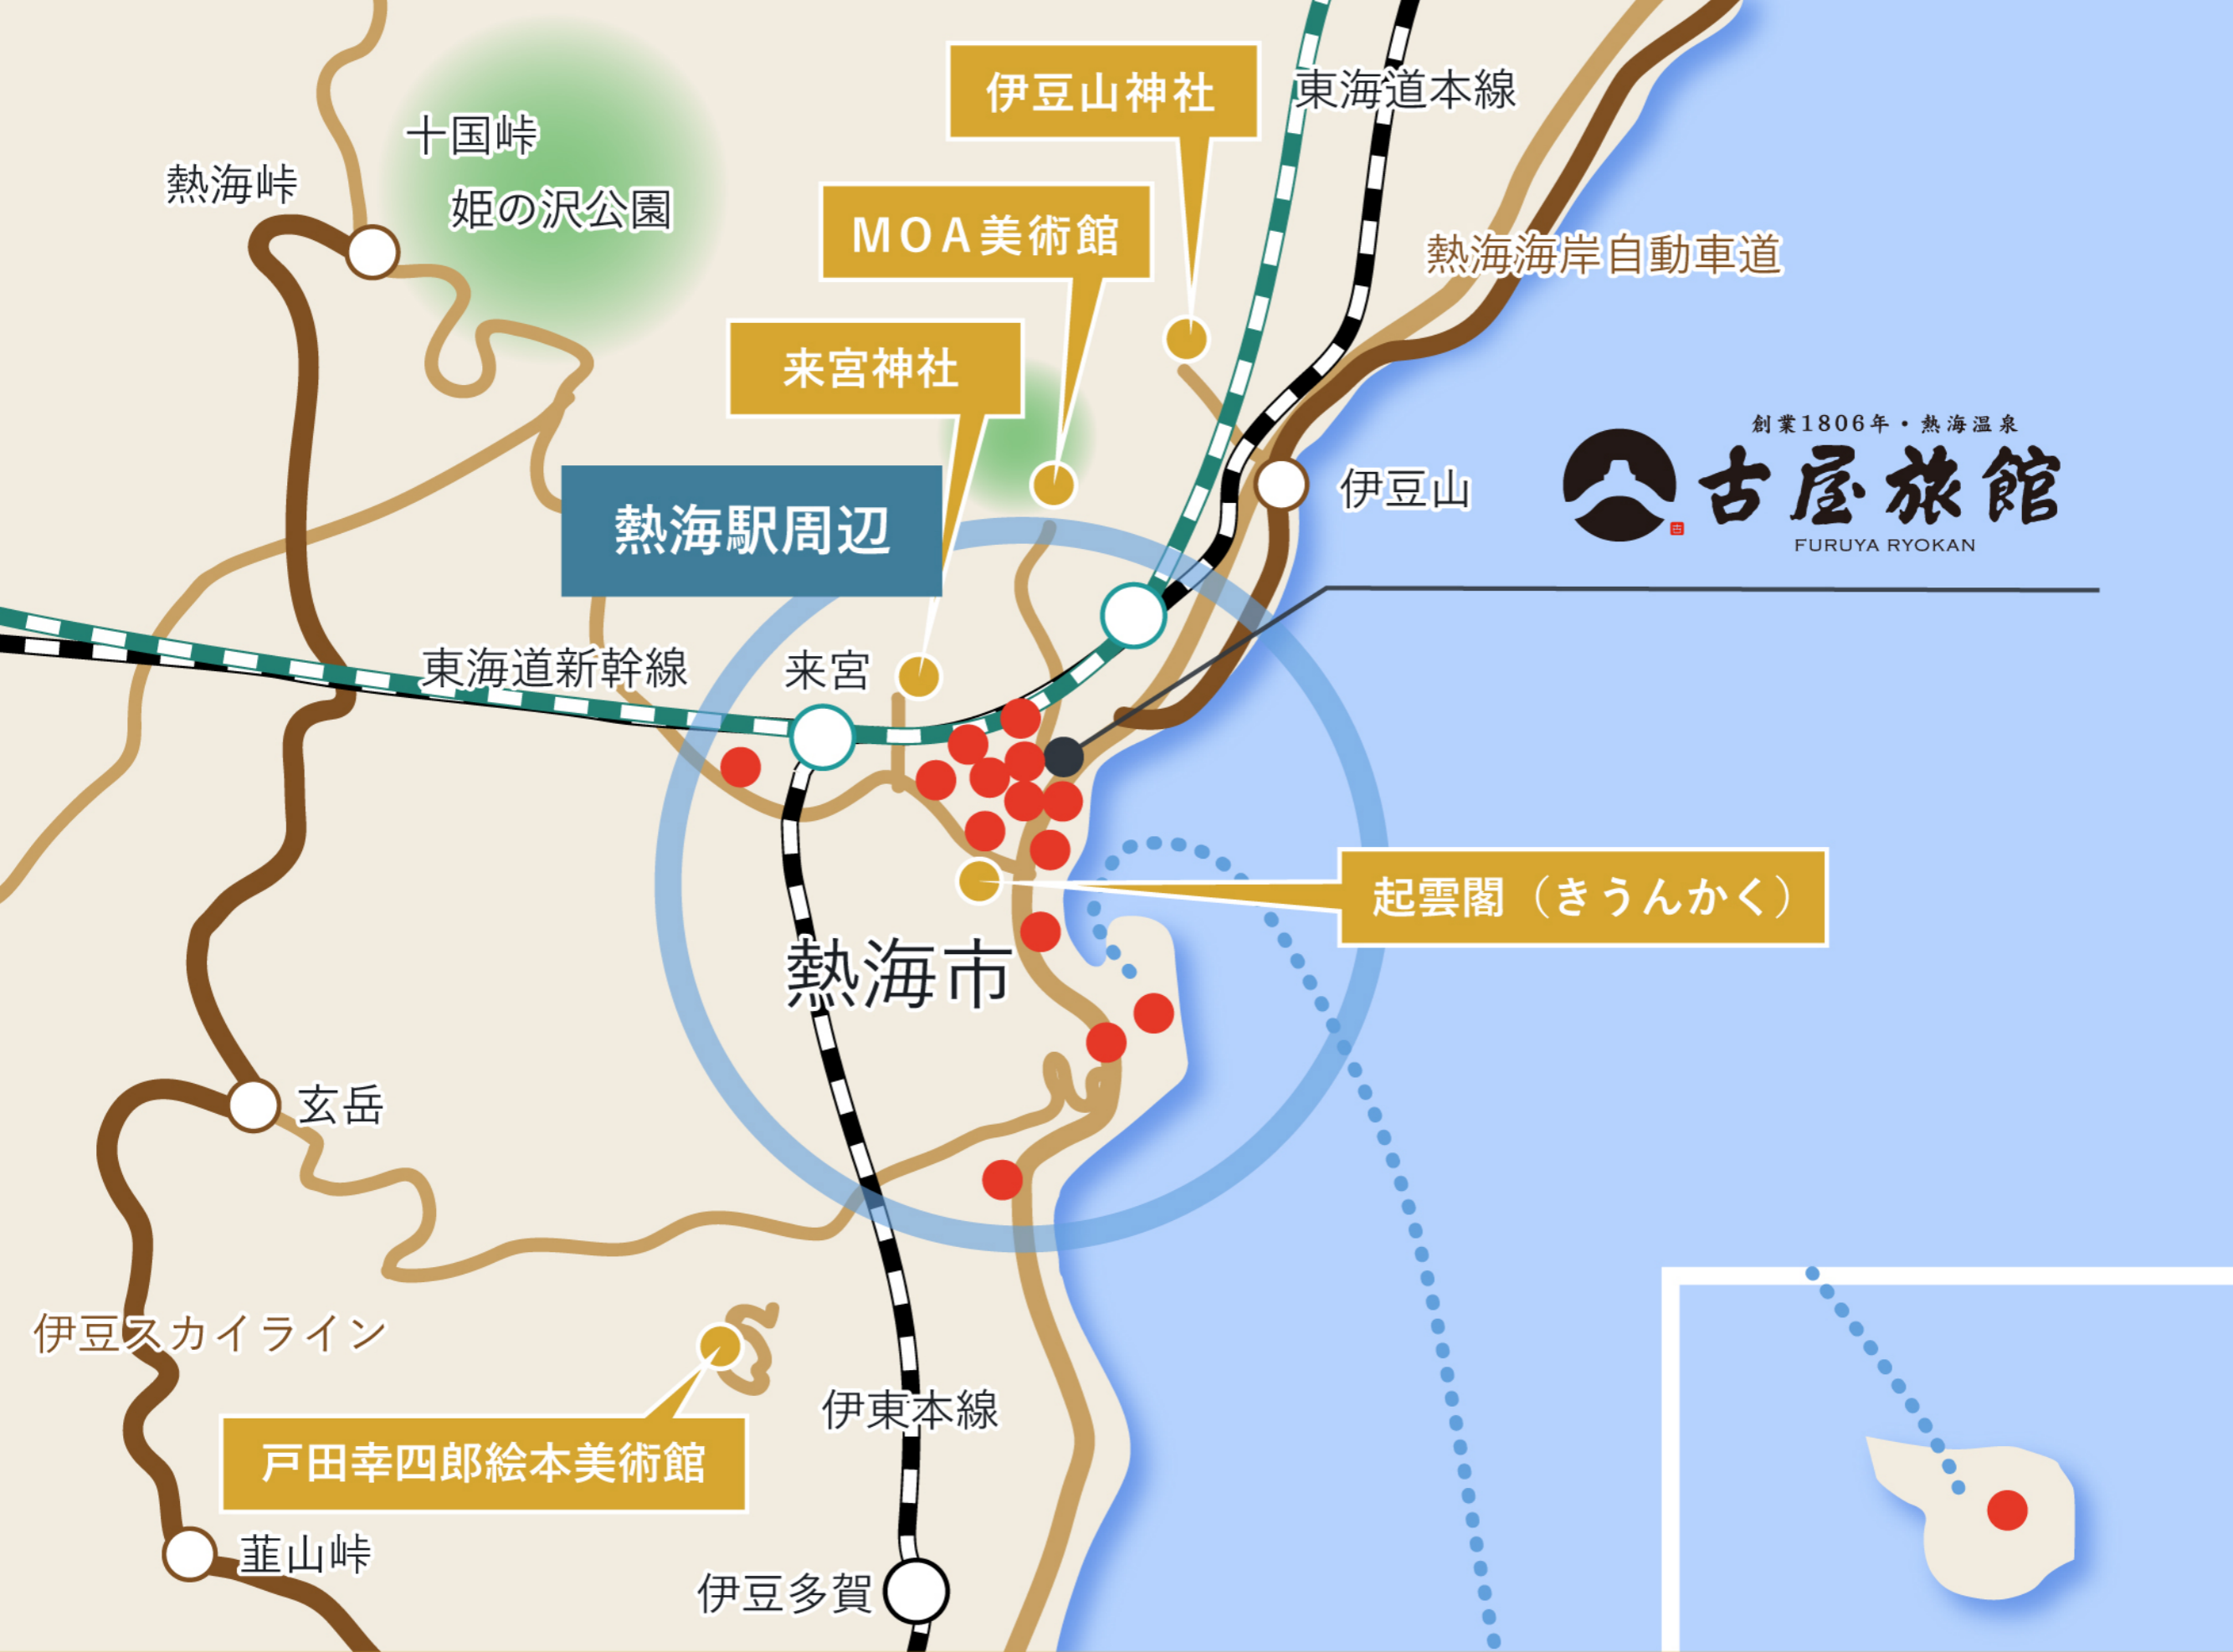 伊豆山神社
東海道本線
十国峠
熱海峠
姫の沢公園
MOA美術館
熱海海岸自動車道
来宮神社
創業1806年・熱海温泉
古屋旅館
FURUYA RYOKAN
伊豆山
熱海駅周辺
東海道新幹線
来宮
起雲閣（きうんかく）
熱海市
玄岳
伊豆スカイライン
伊東本線
戸田幸四郎絵本美術館
韮山峠
伊豆多賀